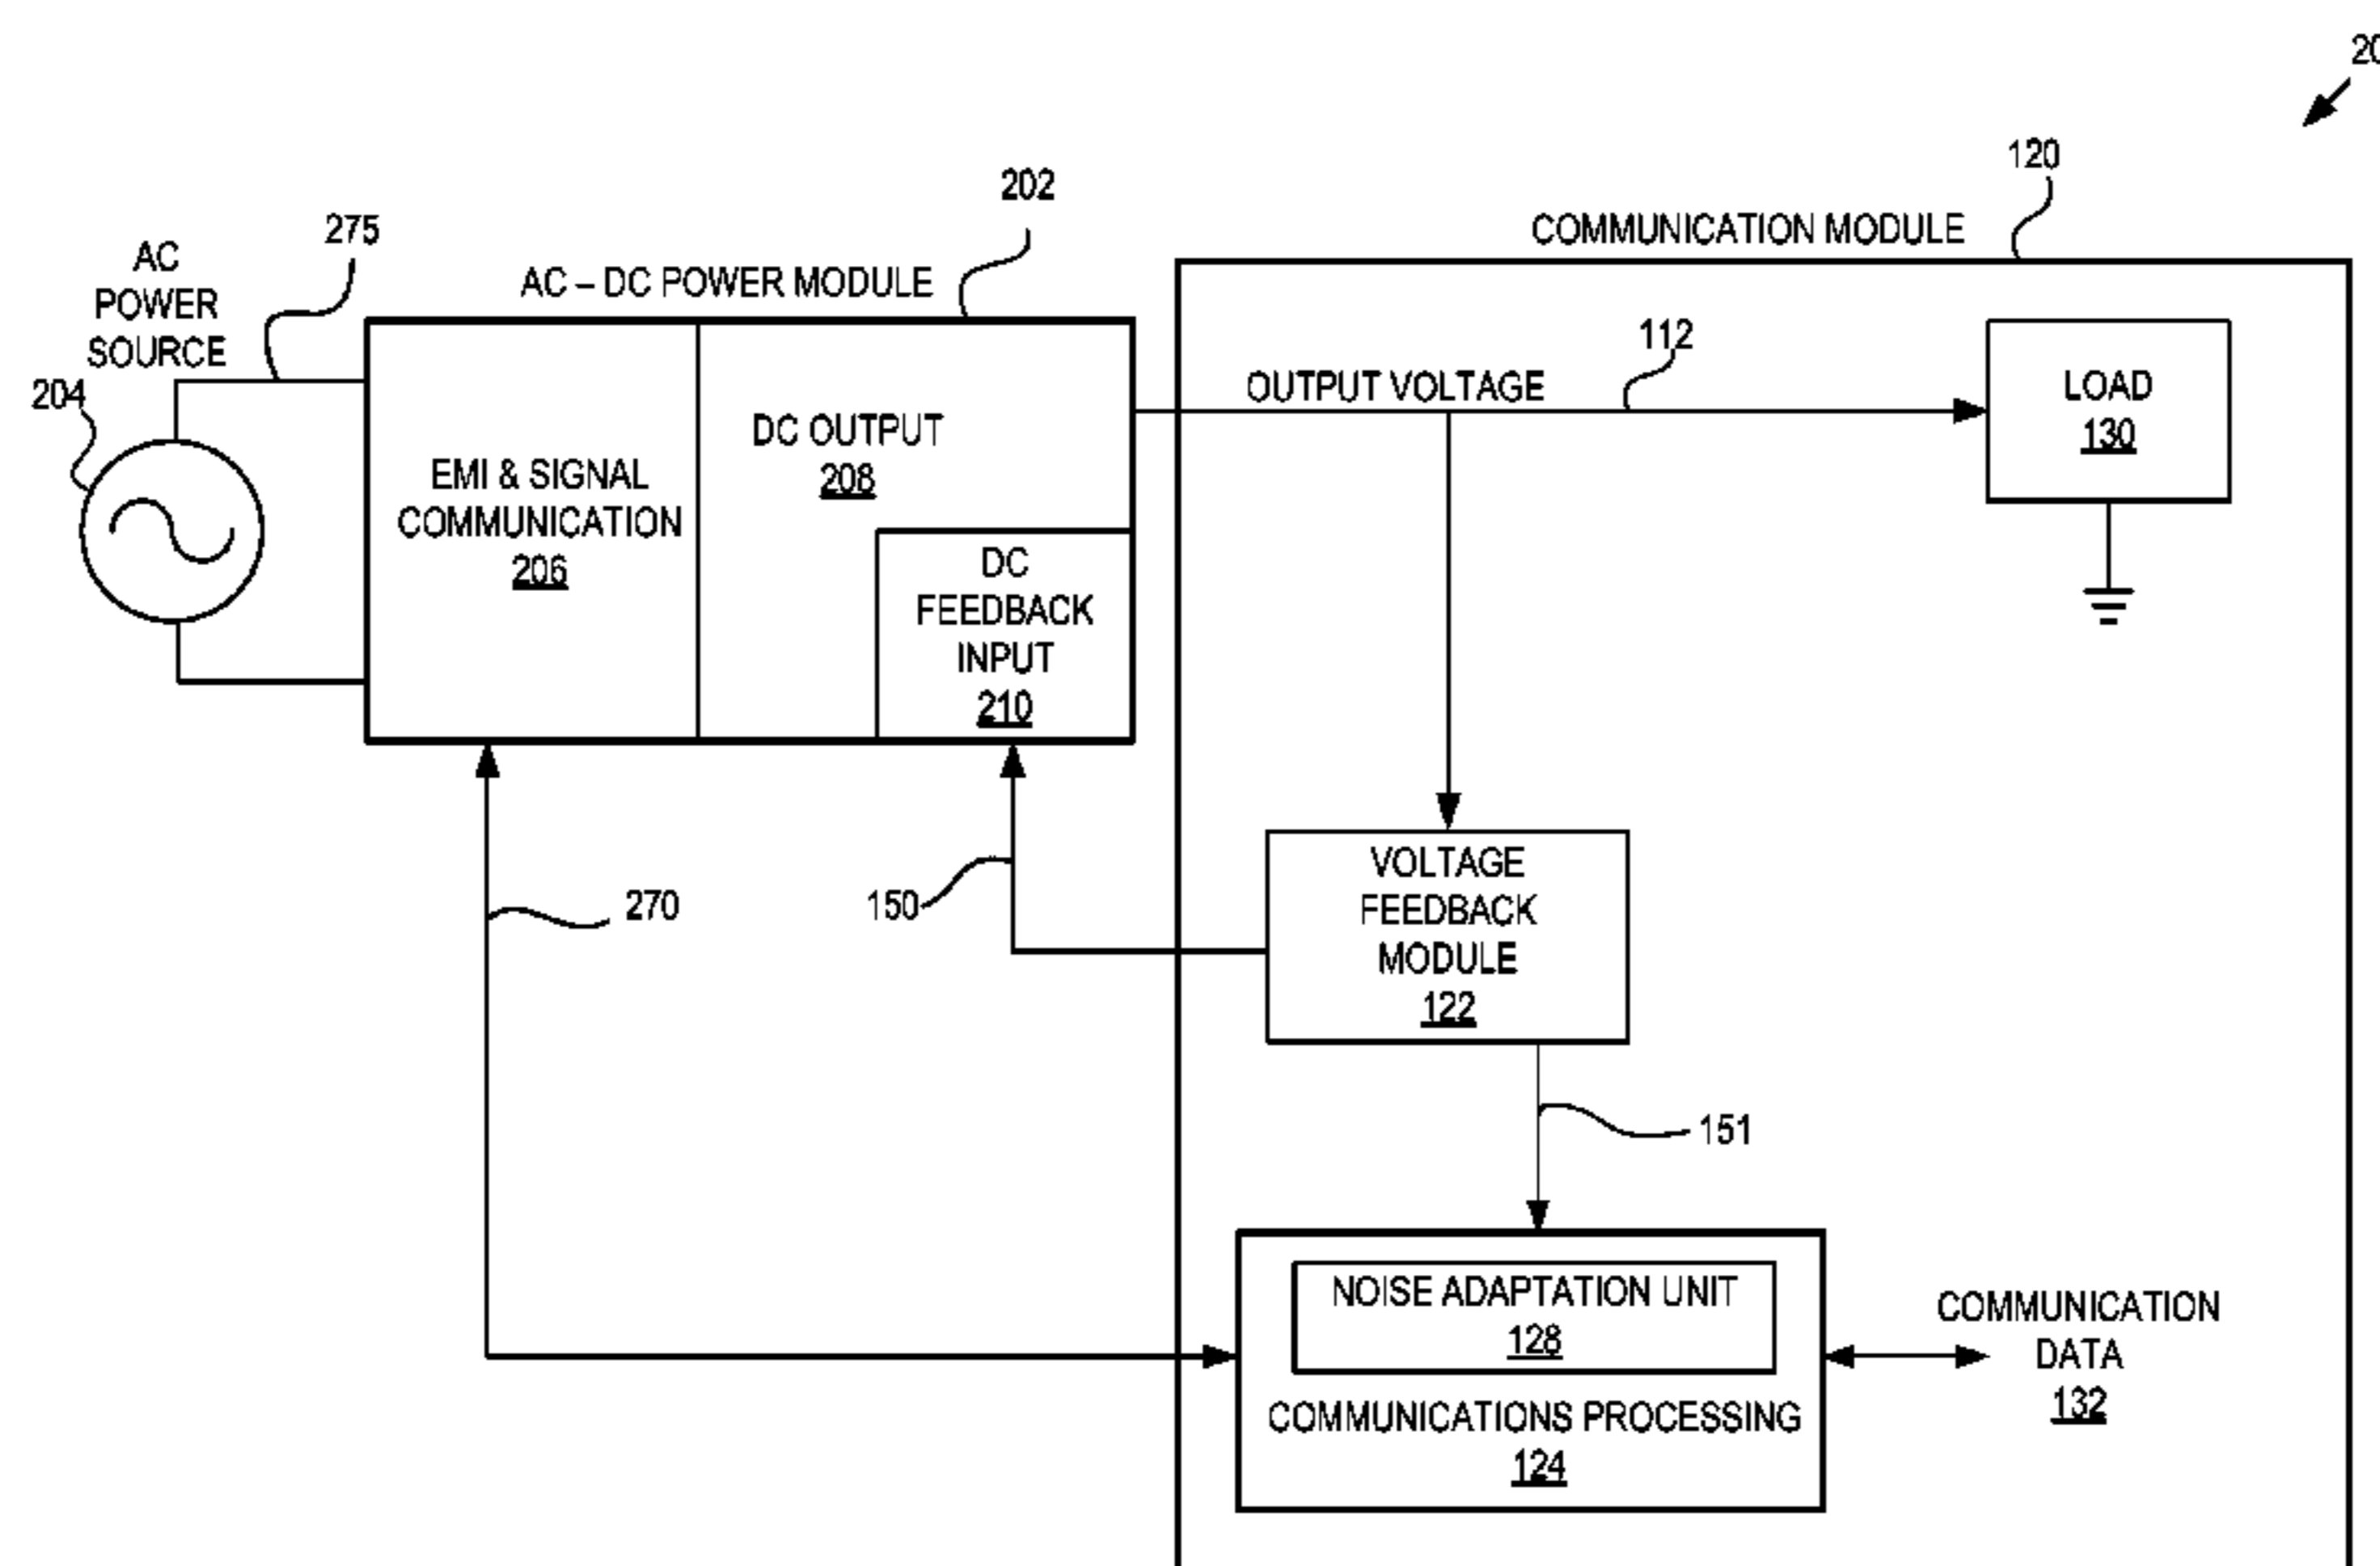 20
120
202
COMMUNICATION MODULE
275
AC
POWER
SOURCE
AC – DC POWER MODULE
112
204
OUTPUT VOLTAGE
LOAD
130
DC OUTPUT
208
EMI & SIGNAL
COMMUNICATION
206
DC
FEEDBACK
INPUT
210
VOLTAGE
FEEDBACK
MODULE
122
270
150
151
NOISE ADAPTATION UNIT
128
COMMUNICATIONS PROCESSING
124
COMMUNICATION
DATA
132